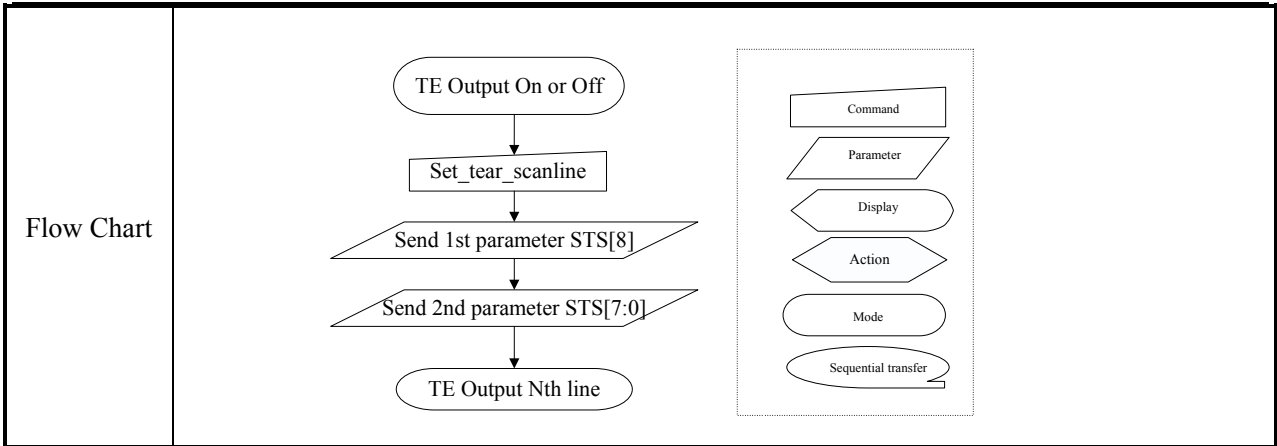 Flow Chart
TE Output On or Off
Set_tear_scanline
Send 1st parameter STS[8]
Send 2nd parameter STS[7:0]
TE Output Nth line
Command
Parameter
Display
Action
Mode
Sequential transfer